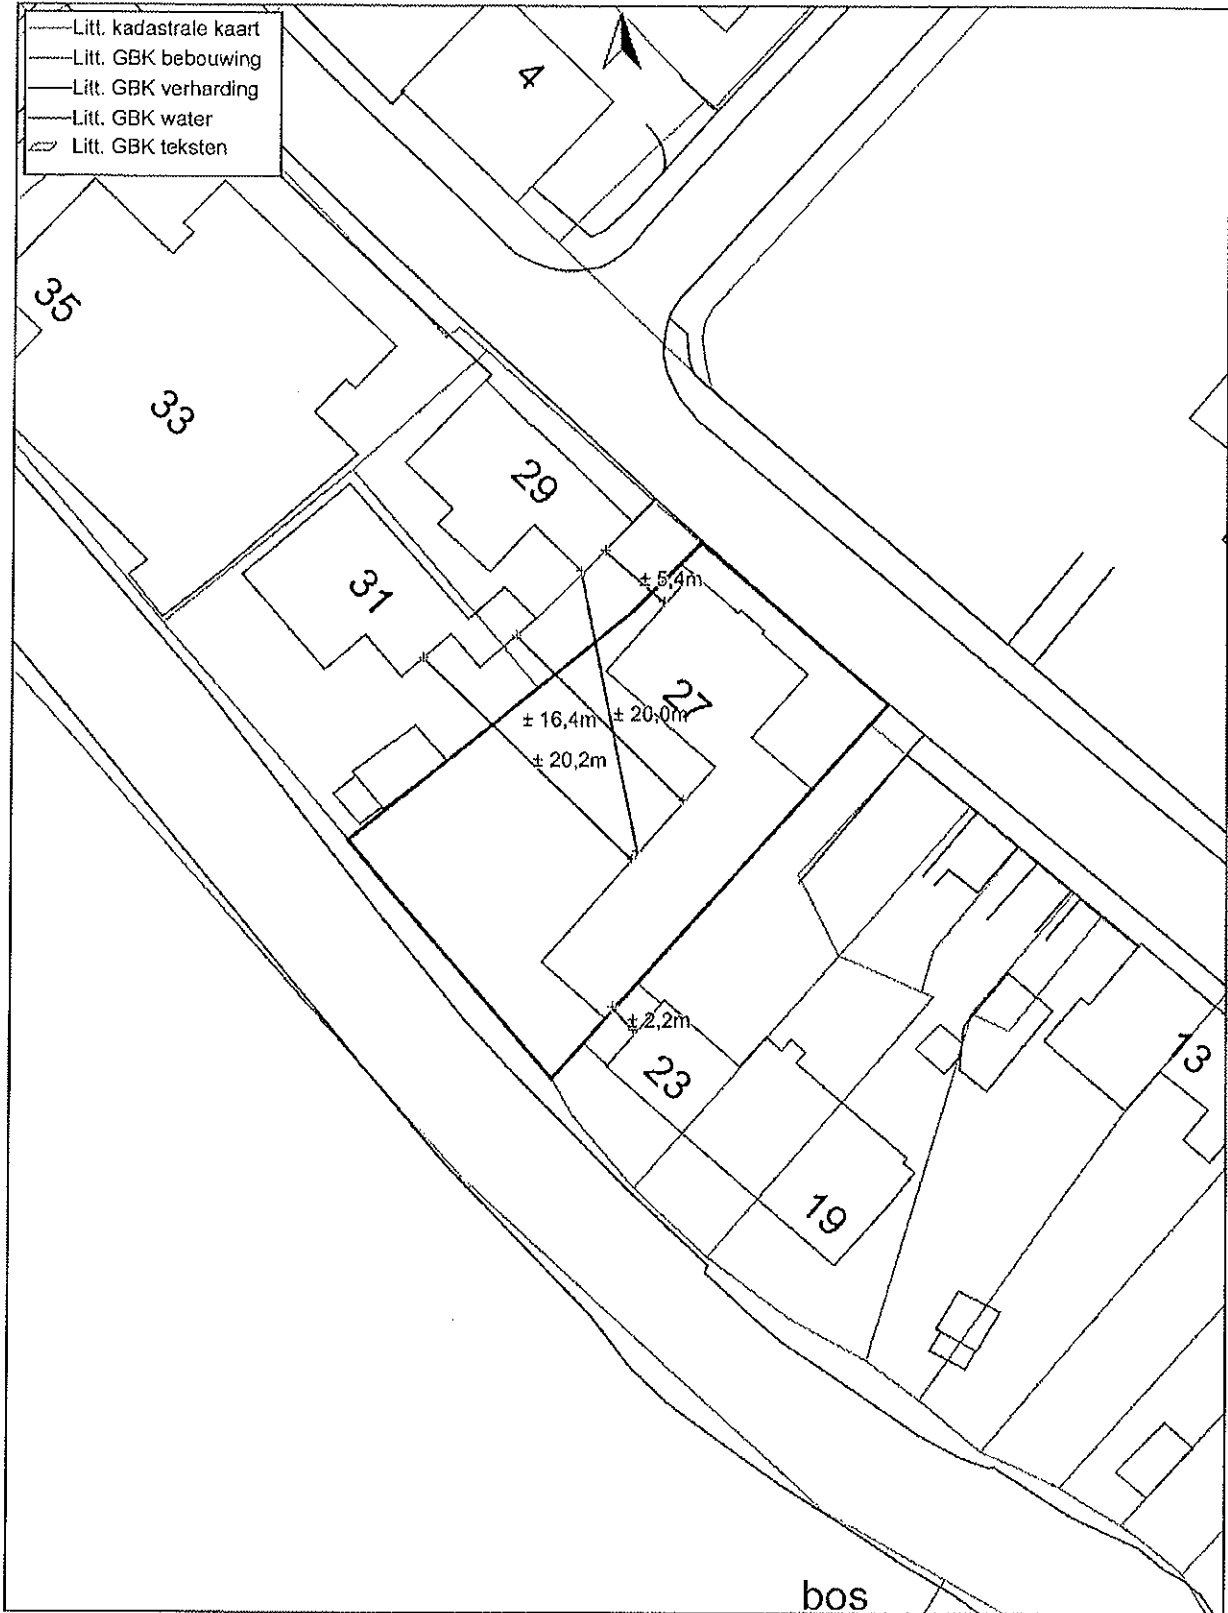 Litt. kadastrale kaart
Litt. GBK bebouwing
Litt. GBK verharding
Litt. GBK water
Litt. GBK teksten
4
35
33
29
31
± 5,4m
27
± 16,4m
± 20,0m
± 20,2m
± 2,2m
23
13
19
bos